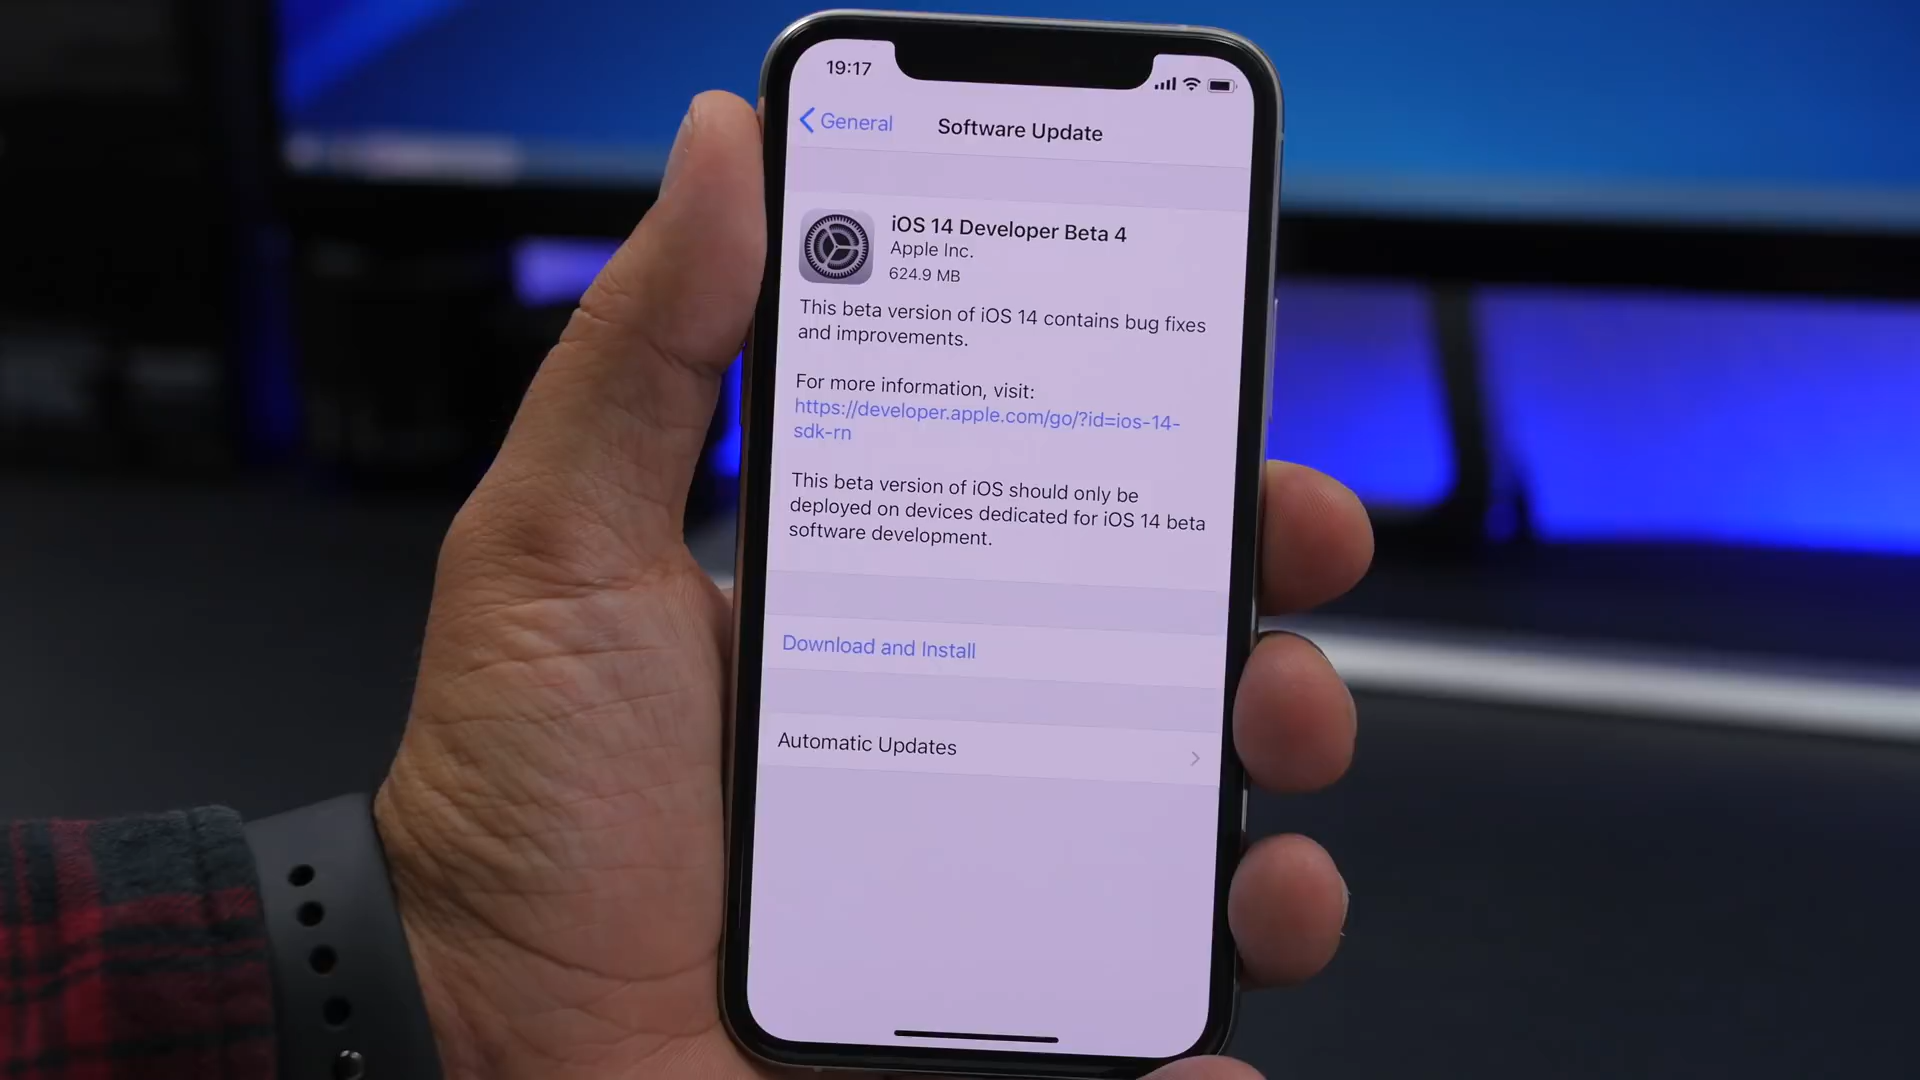 19:17
General
Software Update
iOS 14 Developer Beta 4
Apple Inc.
624.9 MB
This beta version of iOS 14 contains bug fixes
and improvements.
For more information, visit:
https://developer.apple.com/go/?id=ios-14-
sdk-rn
This beta version of iOS should only be
deployed on devices dedicated for iOS 14 beta
software development.
Download and Install
Automatic Updates